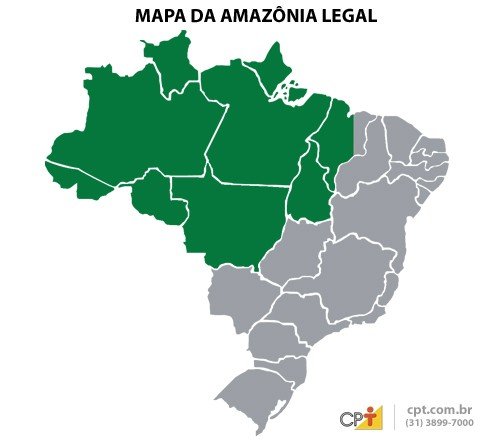 MAPA DA AMAZÔNIA LEGAL
CPT
cpt.com.br
(31) 3899-7000